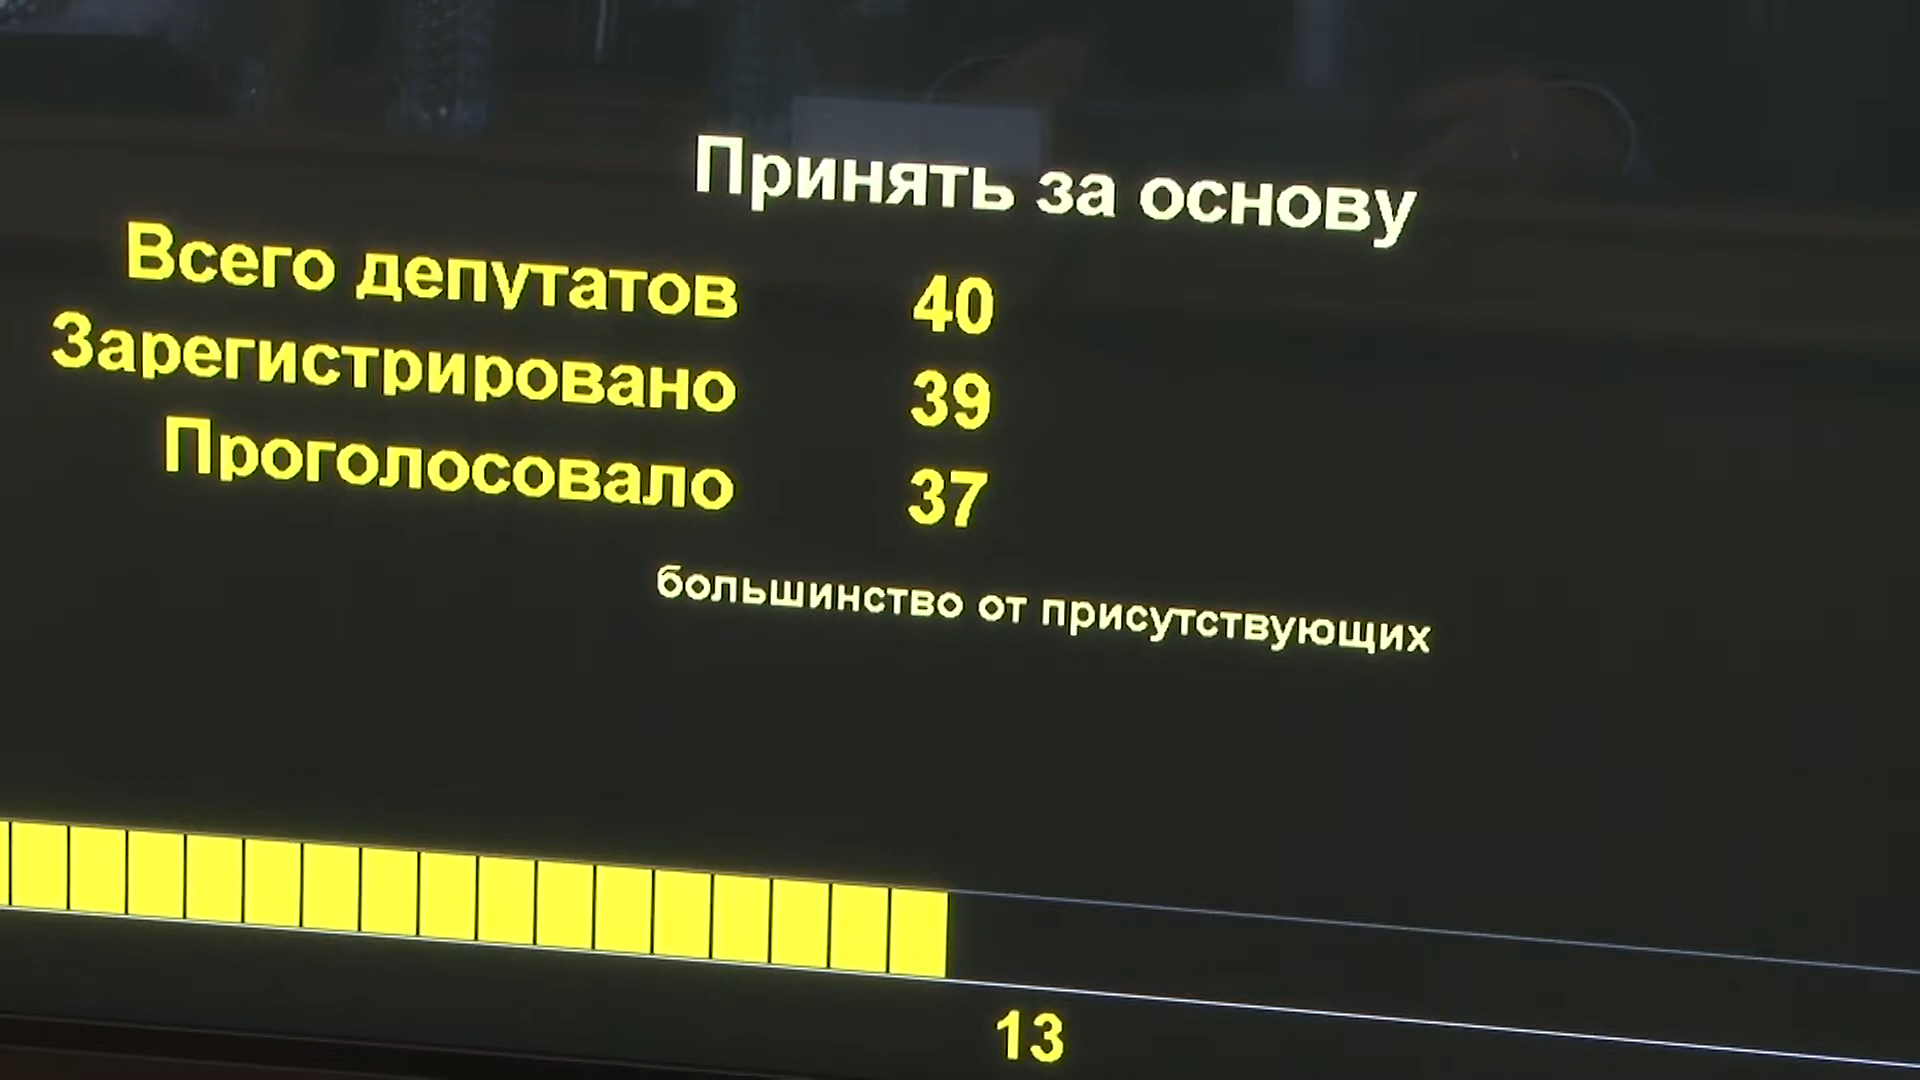 Принять за основу
Всего депутатов 40
Зарегистрировано 39
Проголосовало 37
большинство от присутствующих
13